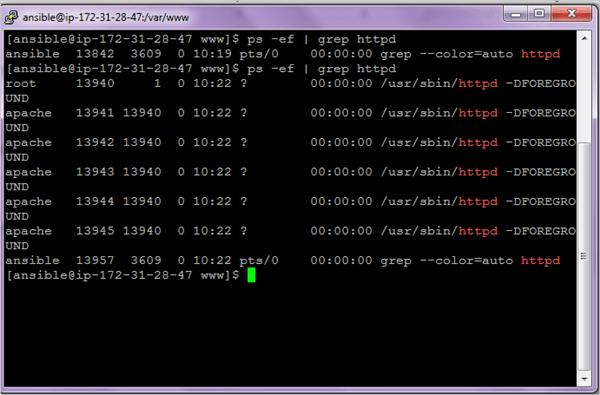 ansible@ip-172-31-28-47:/var/www
[ansible@ip-172-31-28-47 www]$ ps -ef | grep httpd
ansible  13842  3609  0 10:19 pts/0    00:00:00 grep --color=auto httpd
[ansible@ip-172-31-28-47 www]$ ps -ef | grep httpd
root     13940     1  0 10:22 ?        00:00:00 /usr/sbin/httpd -DFOREGRO
UND
apache   13941 13940  0 10:22 ?        00:00:00 /usr/sbin/httpd -DFOREGRO
UND
apache   13942 13940  0 10:22 ?        00:00:00 /usr/sbin/httpd -DFOREGRO
UND
apache   13943 13940  0 10:22 ?        00:00:00 /usr/sbin/httpd -DFOREGRO
UND
apache   13944 13940  0 10:22 ?        00:00:00 /usr/sbin/httpd -DFOREGRO
UND
apache   13945 13940  0 10:22 ?        00:00:00 /usr/sbin/httpd -DFOREGRO
UND
ansible  13957  3609  0 10:22 pts/0    00:00:00 grep --color=auto httpd
[ansible@ip-172-31-28-47 www]$